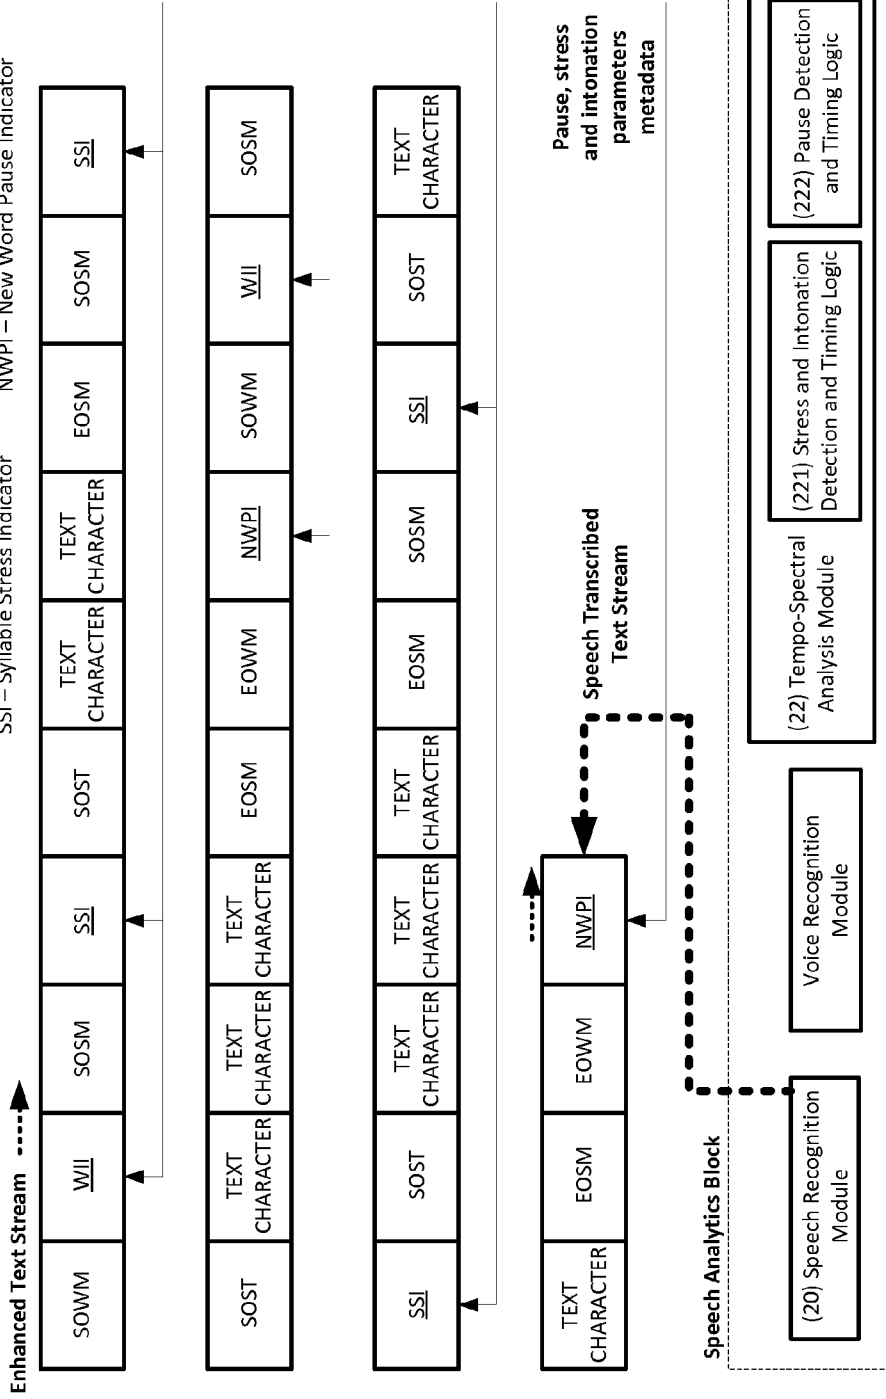 SSI – Syllable Stress Indicator
NWPI – New Word Pause Indicator
Enhanced Text Stream
SOWM
WII
SOSM
SSI
SOST
TEXT
CHARACTER
TEXT
CHARACTER
EOSM
SOSM
SSI
SOST
TEXT
CHARACTER
TEXT
CHARACTER
TEXT
CHARACTER
EOSM
EOWM
NWPI
SOWM
WII
SOSM
SSI
SOST
TEXT
CHARACTER
TEXT
CHARACTER
TEXT
CHARACTER
EOSM
SOSM
SSI
SOST
TEXT
CHARACTER
TEXT
CHARACTER
EOSM
EOWM
NWPI
Speech Transcribed
Text Stream
Pause, stress
and intonation
parameters
metadata
Speech Analytics Block
(20) Speech Recognition
Module
Voice Recognition
Module
(22) Tempo-Spectral
Analysis Module
(221) Stress and Intonation
Detection and Timing Logic
(222) Pause Detection
and Timing Logic